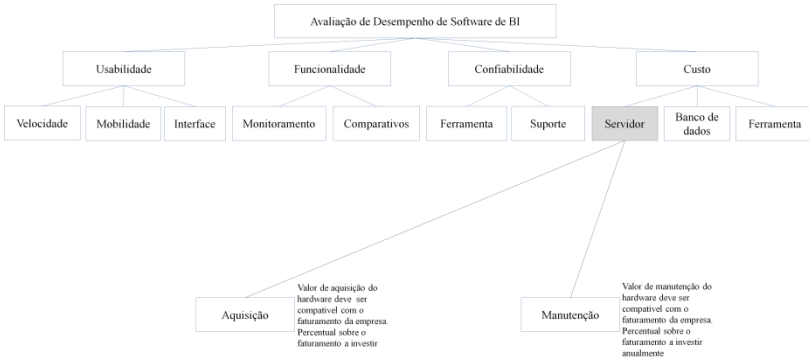 Avaliação de Desempenho de Software de BI
Usabilidade
Funcionalidade
Confiabilidade
Custo
Velocidade
Mobilidade
Interface
Monitoramento
Comparativos
Ferramenta
Suporte
Servidor
Banco de
dados
Ferramenta
Aquisição
Valor de aquisição do
hardware deve ser
compativel com o
faturamento da empresa.
Percentual sobre o
faturamento a investir
Manutenção
Valor de manutenção do
hardware deve ser
compativel com o
faturamento da empresa.
Percentual sobre o
faturamento a investir
anualmente